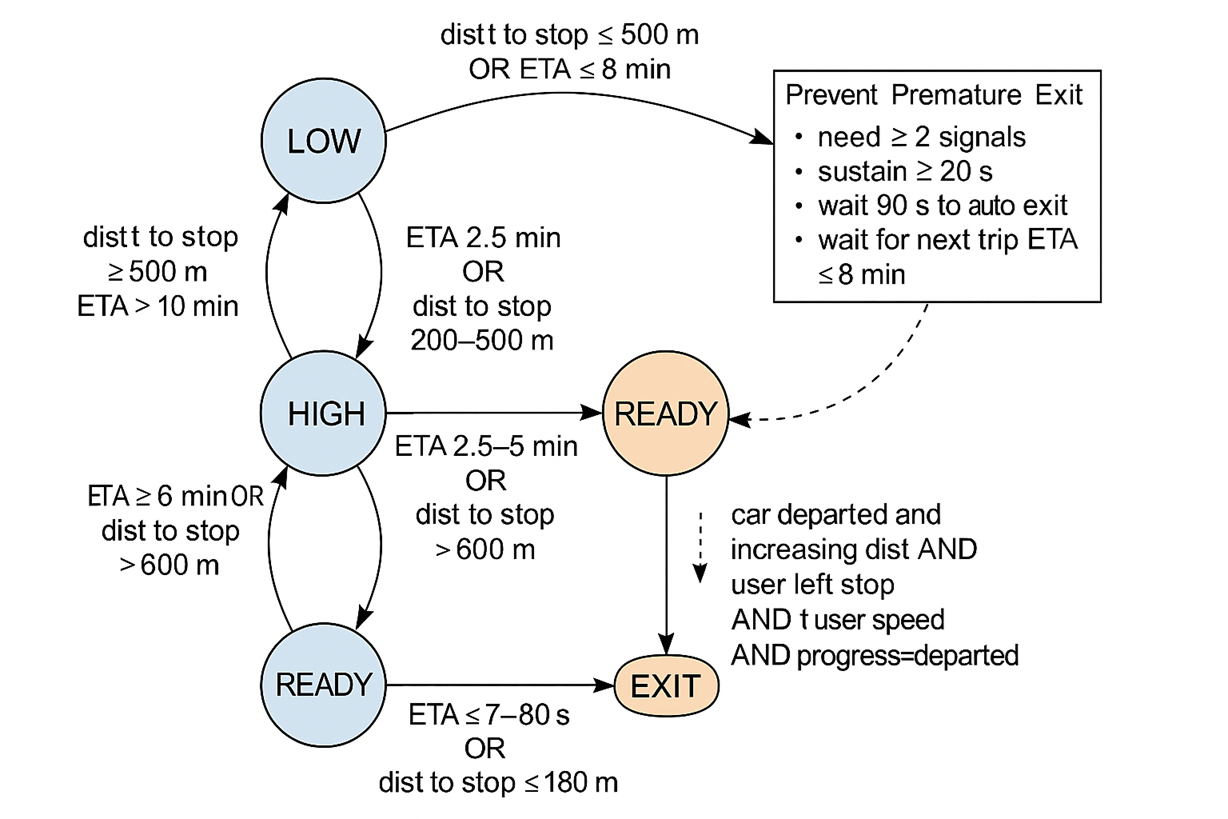 distt to stop ≤ 500 m
OR ETA ≤ 8 min
LOW
Prevent Premature Exit
• need ≥ 2 signals
• sustain ≥ 20 s
• wait 90 s to auto exit
• wait for next trip ETA
≤ 8 min
distt to stop
≥ 500 m
ETA > 10 min
ETA 2.5 min
OR
dist to stop
200–500 m
HIGH
READY
ETA 2.5–5 min
OR
dist to stop
> 600 m
ETA ≥ 6 min OR
dist to stop
> 600 m
car departed and
increasing dist AND
user left stop
AND t user speed
AND progress=departed
READY
EXIT
ETA ≤ 7–80 s
OR
dist to stop ≤ 180 m